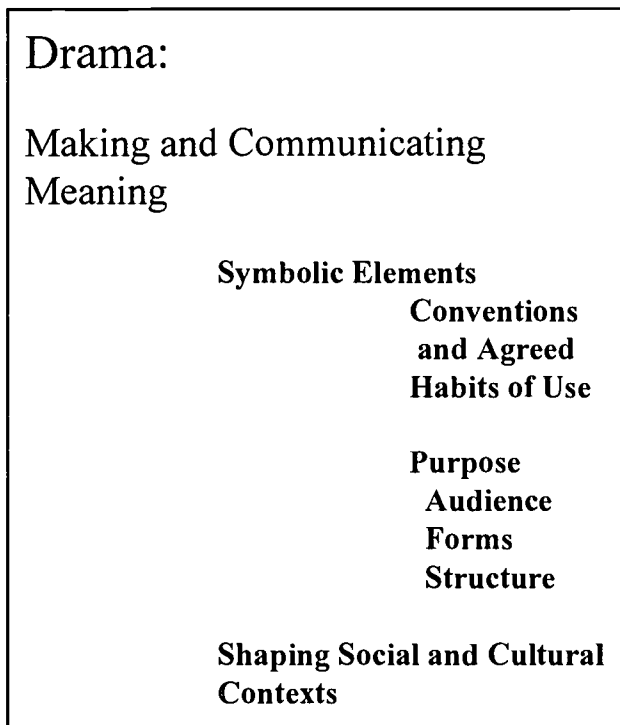 Drama:
Making and Communicating
Meaning
Symbolic Elements
Conventions
and Agreed
Habits of Use
Purpose
Audience
Forms
Structure
Shaping Social and Cultural
Contexts